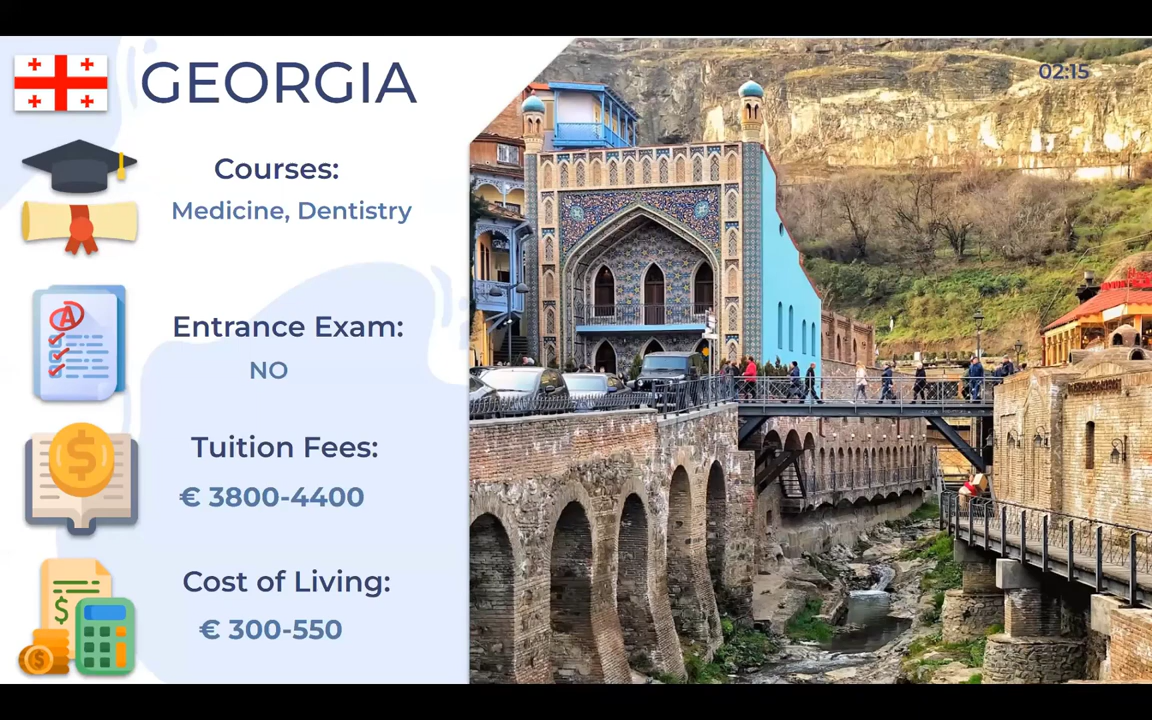 GEORGIA
02:15
Courses:
Medicine, Dentistry
A
Entrance Exam:
NO
$
Tuition Fees:
€ 3800-4400
$
$
Cost of Living:
€ 300-550